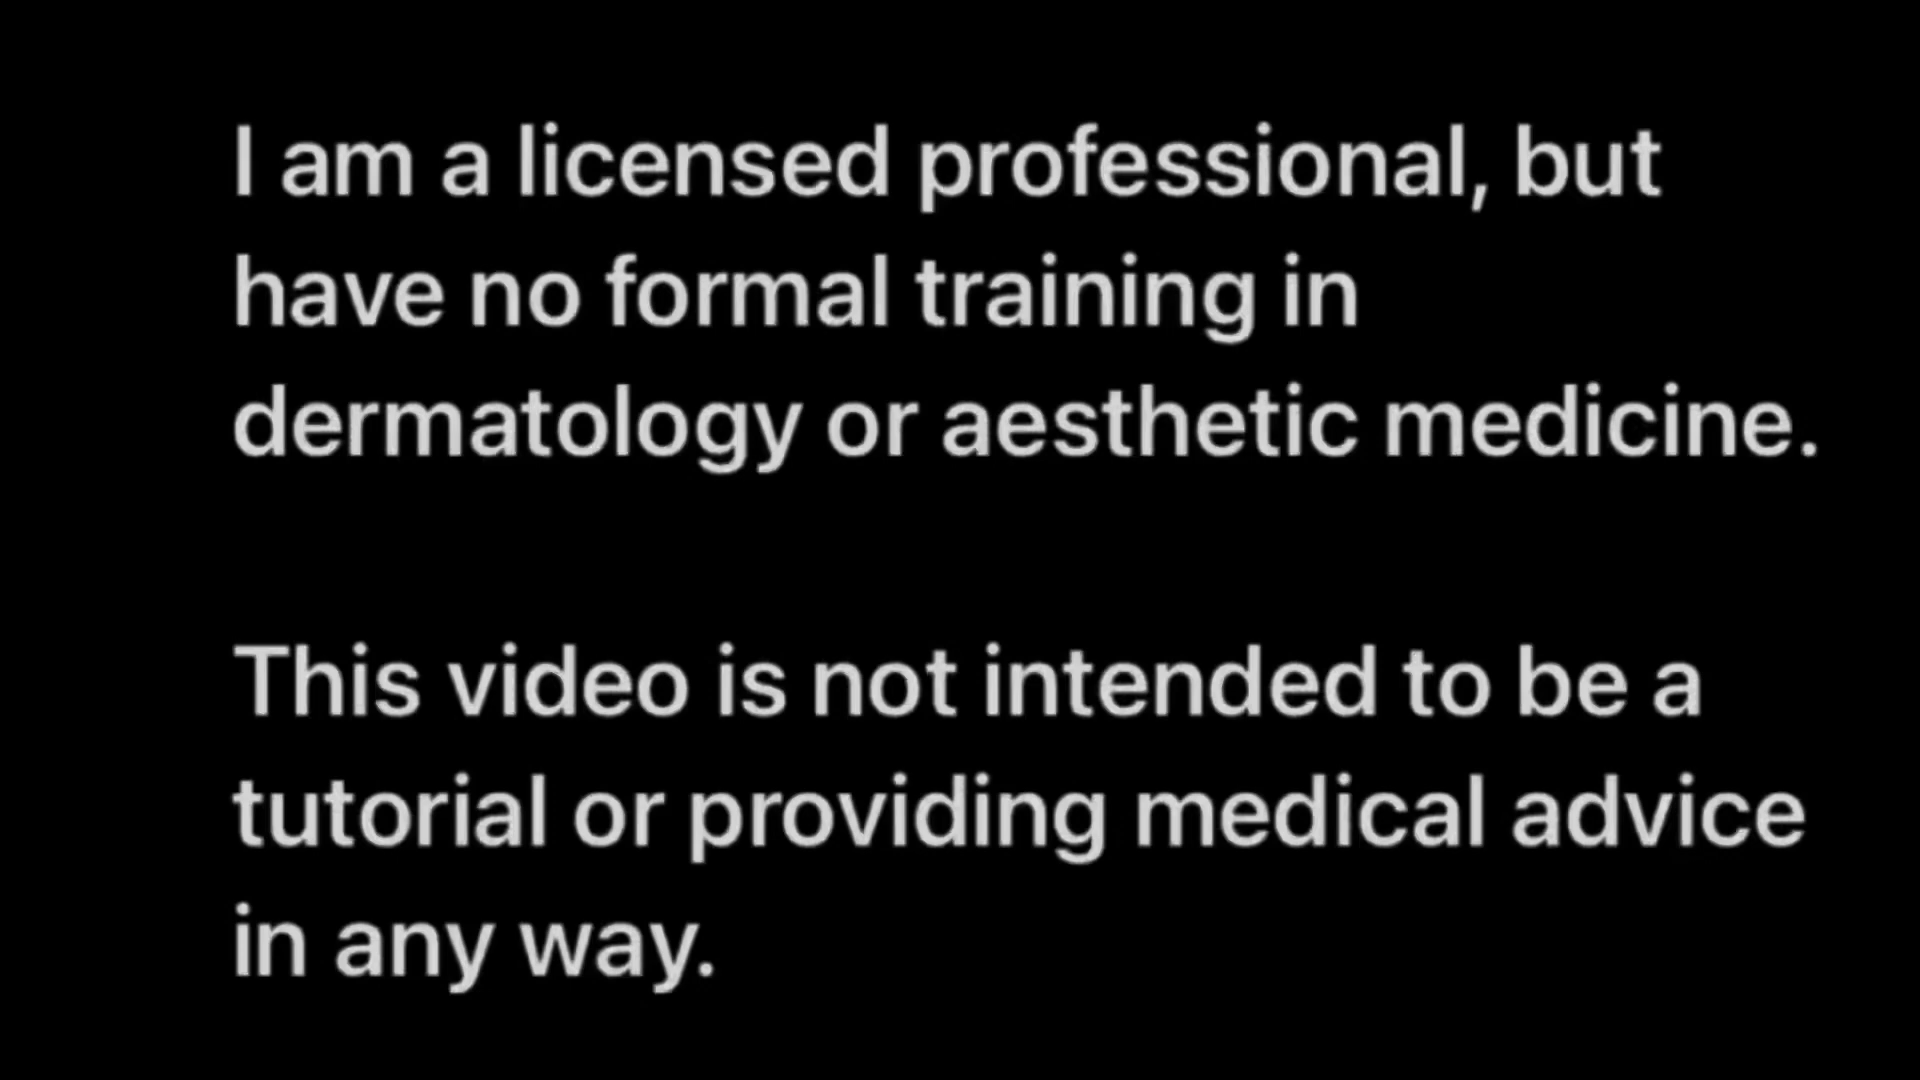 I am a licensed professional, but
have no formal training in
dermatology or aesthetic medicine.
This video is not intended to be a
tutorial or providing medical advice
in any way.